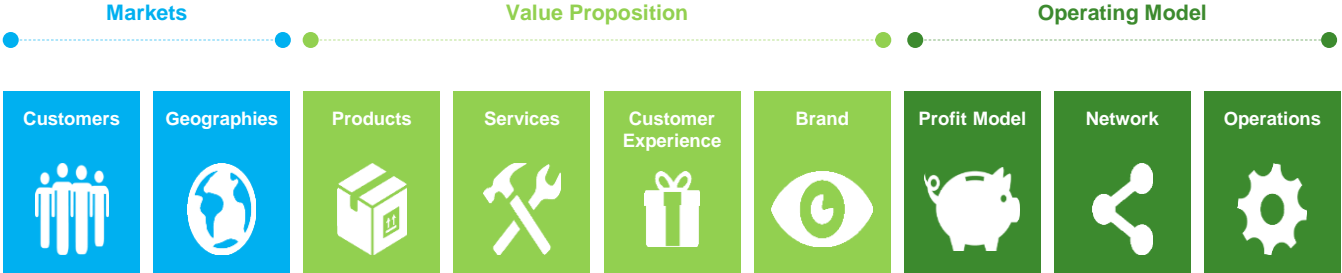 Markets
Value Proposition
Operating Model
Customers
Geographies
Products
Services
Customer
Experience
Brand
Profit Model
Network
Operations